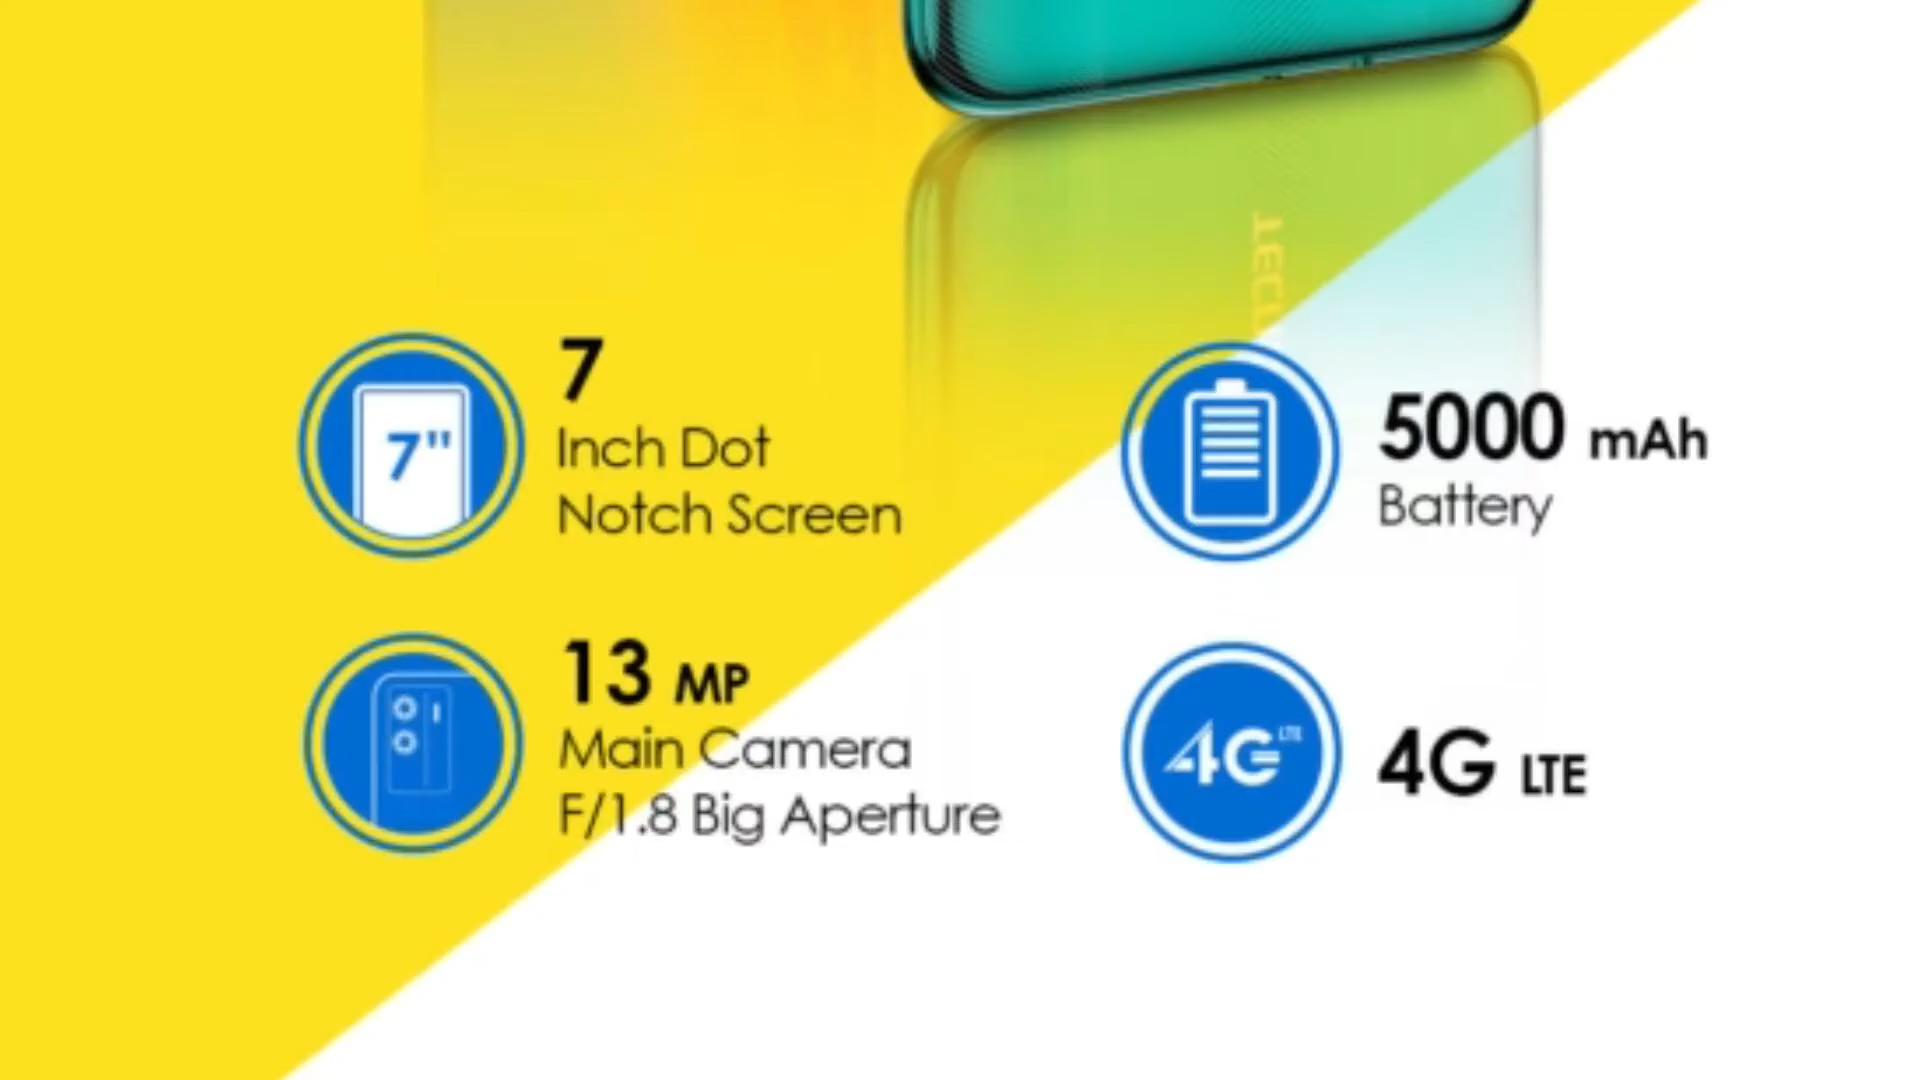 7"
7
Inch Dot
Notch Screen
5000 mAh
Battery
13 MP
Main Camera
F/1.8 Big Aperture
4G LTE
4G LTE